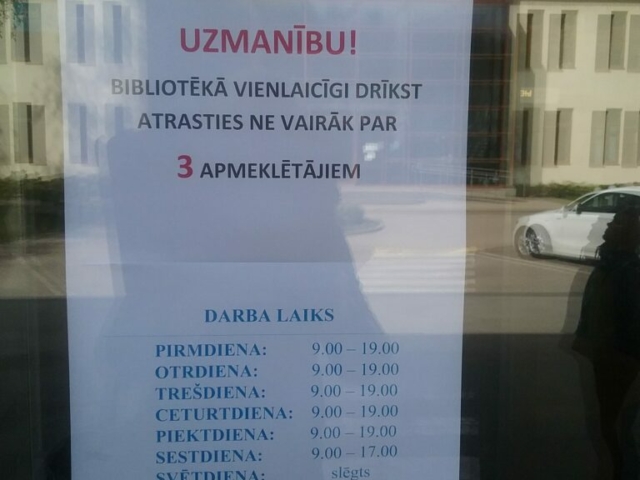 UZMANĪBU!
BIBLIOTĒKĀ VIENLAICĪGI DRĪKST
ATRASTIES NE VAIRĀK PAR
3 APMEKLĒTĀJIEM
DARBA LAIKS
PIRMDIENA: 9.00 – 19.00
OTRDIENA: 9.00 – 19.00
TREŠDIENA: 9.00 – 19.00
CETURTDIENA: 9.00 – 19.00
PIEKTDIENA: 9.00 – 19.00
SESTDIENA: 9.00 – 17.00
SVĒTDIENA: slēgts